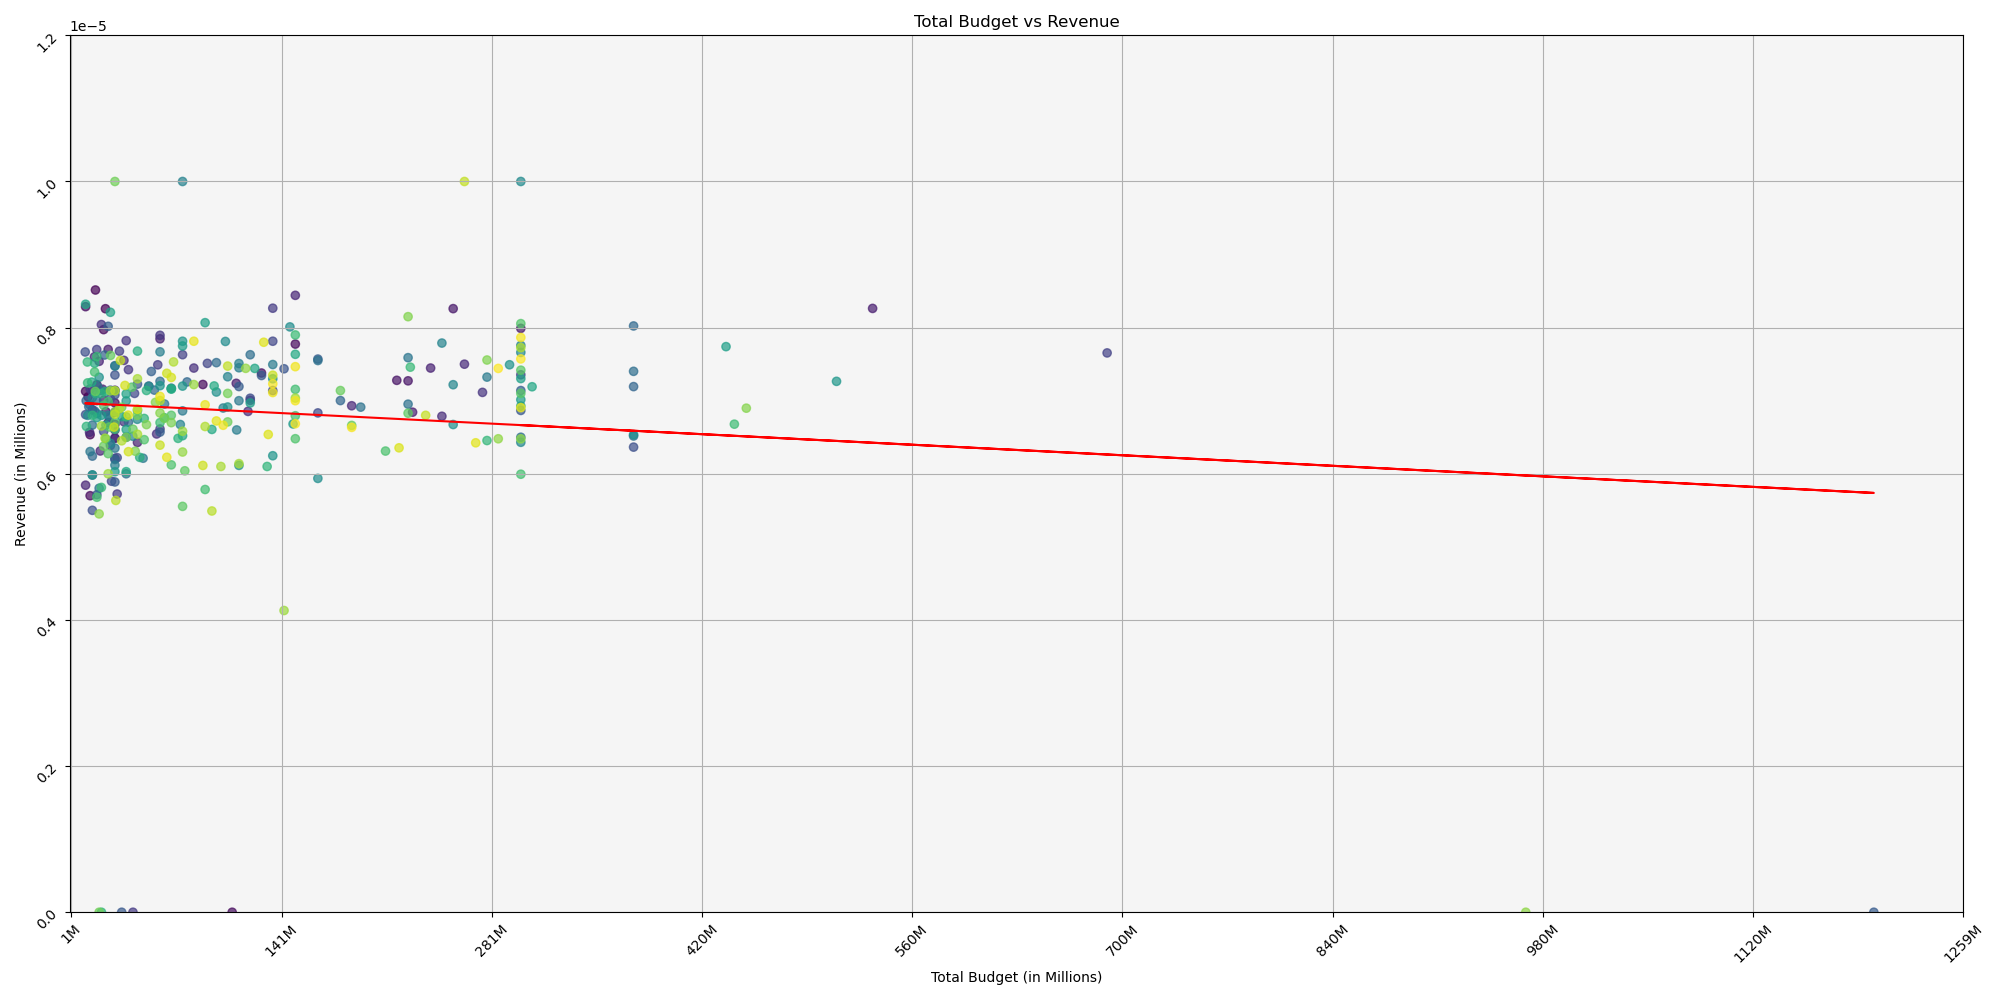 Total Budget vs Revenue
1e−5
1.2
1.0
0.8
0.6
0.4
0.2
0.0
Revenue (in Millions)
1M
141M
281M
420M
560M
700M
840M
980M
1120M
1259M
Total Budget (in Millions)